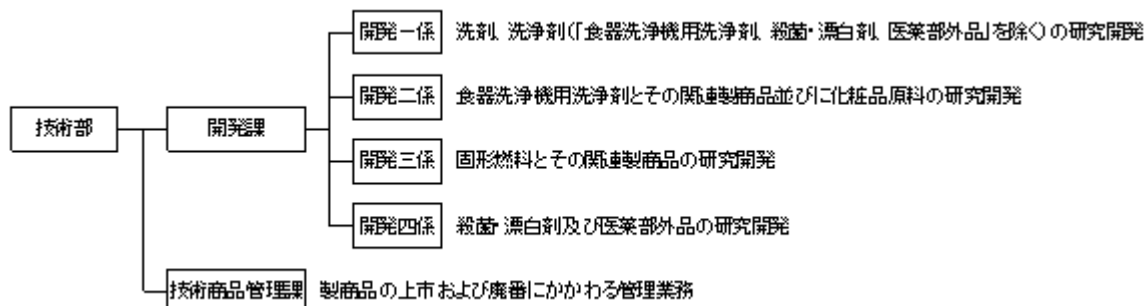 開発一係 洗剤、洗浄剤(「食器洗浄機用洗浄剤、殺菌・漂白剤、医薬部外品」を除く)の研究開発
開発二係 食器洗浄機用洗浄剤とその関連製商品並びに化粧品原料の研究開発
技術部 開発課
開発三係 固形燃料とその関連製商品の研究開発
開発四係 殺菌・漂白剤及び医薬部外品の研究開発
技術商品管理課 製商品の上市および廃番にかかわる管理業務